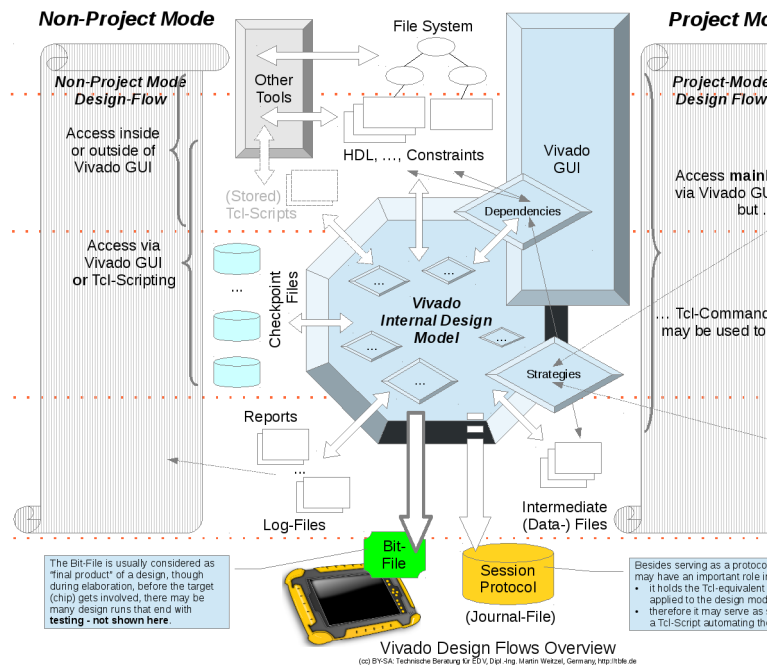 Non-Project Mode
Project Mo
Non-Project Mode
Design-Flow
Access inside
or outside of
Vivado GUI
Access via
Vivado GUI
or Tcl-Scripting
Other
Tools
File System
HDL, ..., Constraints
(Stored)
Tcl-Scripts
...
Checkpoint
Files
Vivado
GUI
Dependencies
...
...
Vivado
Internal Design
Model
...
...
...
Strategies
Project-Mode
Design Flow
Access mainl
via Vivado GU
but ..
... Tcl-Command
may be used to
Reports
...
Log-Files
Intermediate
(Data-) Files
Bit-
File
Session
Protocol
(Journal-File)
The Bit-File is usually considered as
"final product" of a design, though
during elaboration, before the target
(chip) gets involved, there may be
many design runs that end with
testing - not shown here.
Besides serving as a protocol
may have an important role in
• it holds the Tcl-equivalent
applied to the design mod
• therefore it may serve as s
a Tcl-Script automating the
Vivado Design Flows Overview
(cc) BY-SA: Technische Beratung für EDV, Dipl.-Ing. Martin Weitzel, Germany, http://tbfe.de